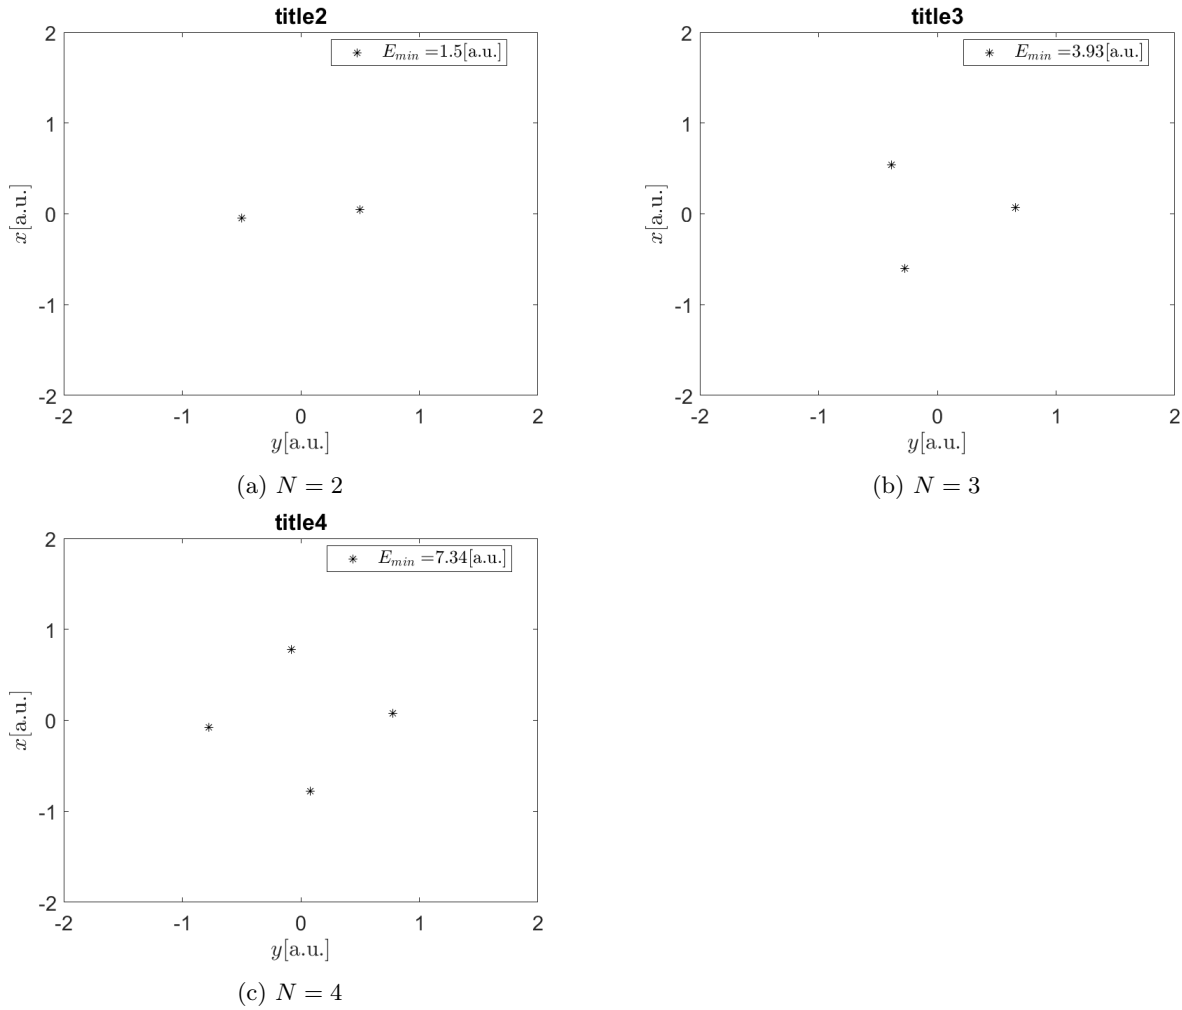 title2
2
1
0
-1
-2
-2 -1 0 1 2
x[a.u.]
y[a.u.]
E_min =1.5[a.u.]
(a) N = 2
title3
2
1
0
-1
-2
-2 -1 0 1 2
x[a.u.]
y[a.u.]
E_min =3.93[a.u.]
(b) N = 3
title4
2
1
0
-1
-2
-2 -1 0 1 2
x[a.u.]
y[a.u.]
E_min =7.34[a.u.]
(c) N = 4